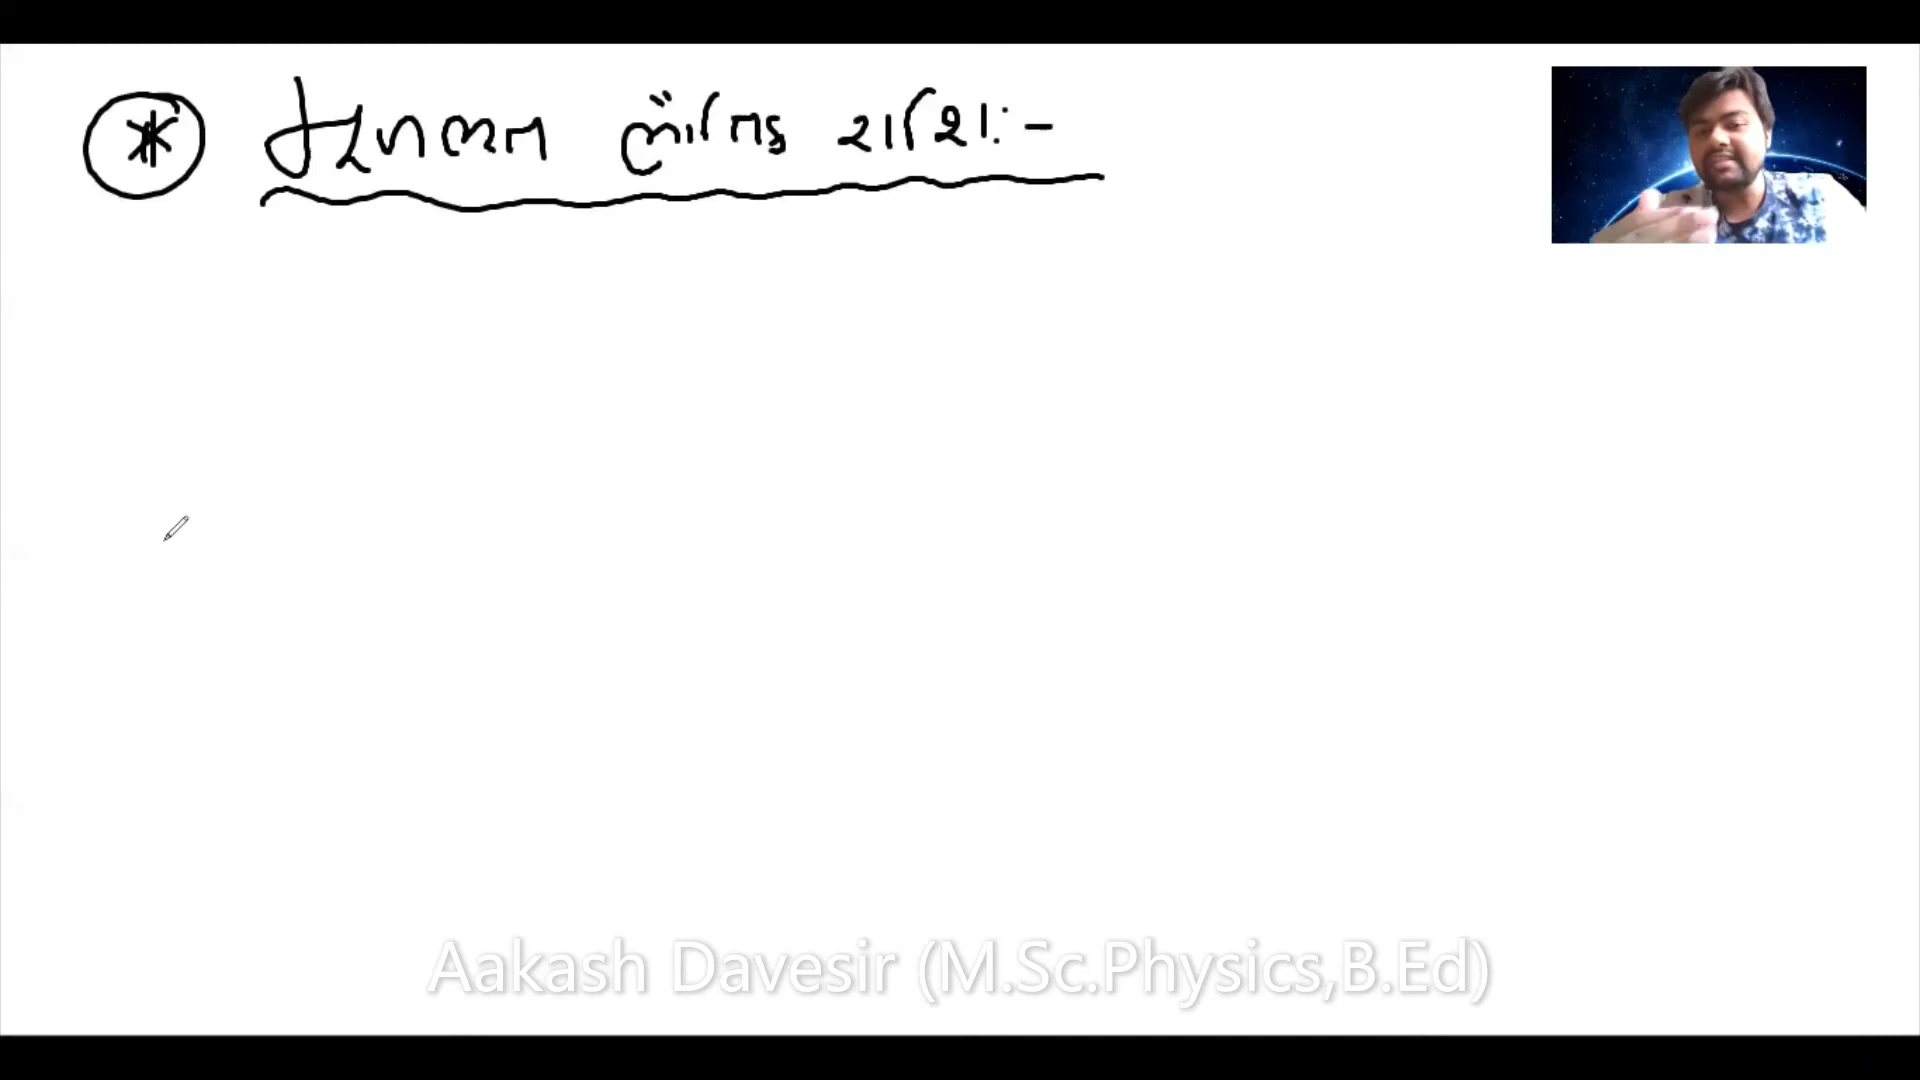 * મૂળભૂત ભૌતિક રાશિ :-
Aakash Davesir (M.Sc.Physics,B.Ed)